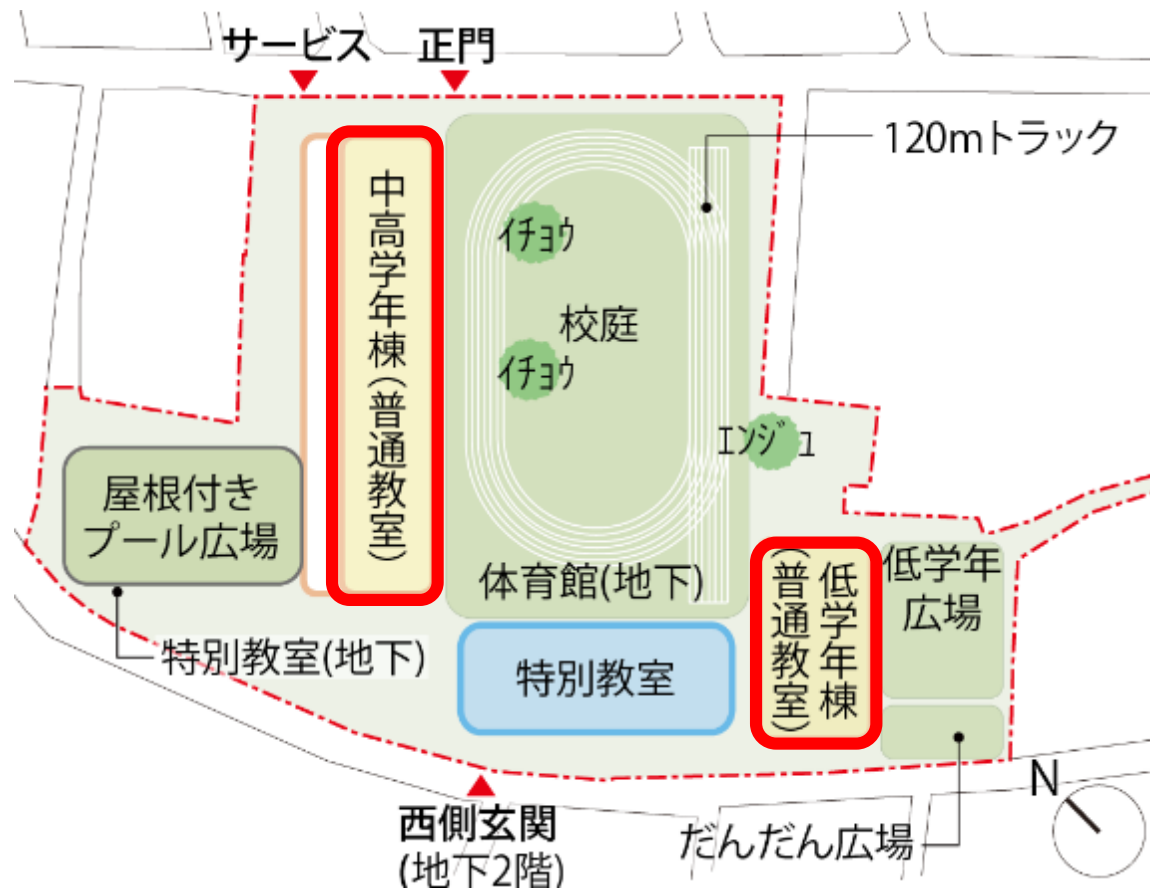 サービス
正門
120mトラック
中高学年棟(普通教室)
イチョウ
校庭
イチョウ
エンジュ
屋根付き
プール広場
体育館(地下)
低学年棟
(普通教室)
低学年
広場
特別教室(地下)
特別教室
西側玄関
(地下2階)
だんだん広場
N